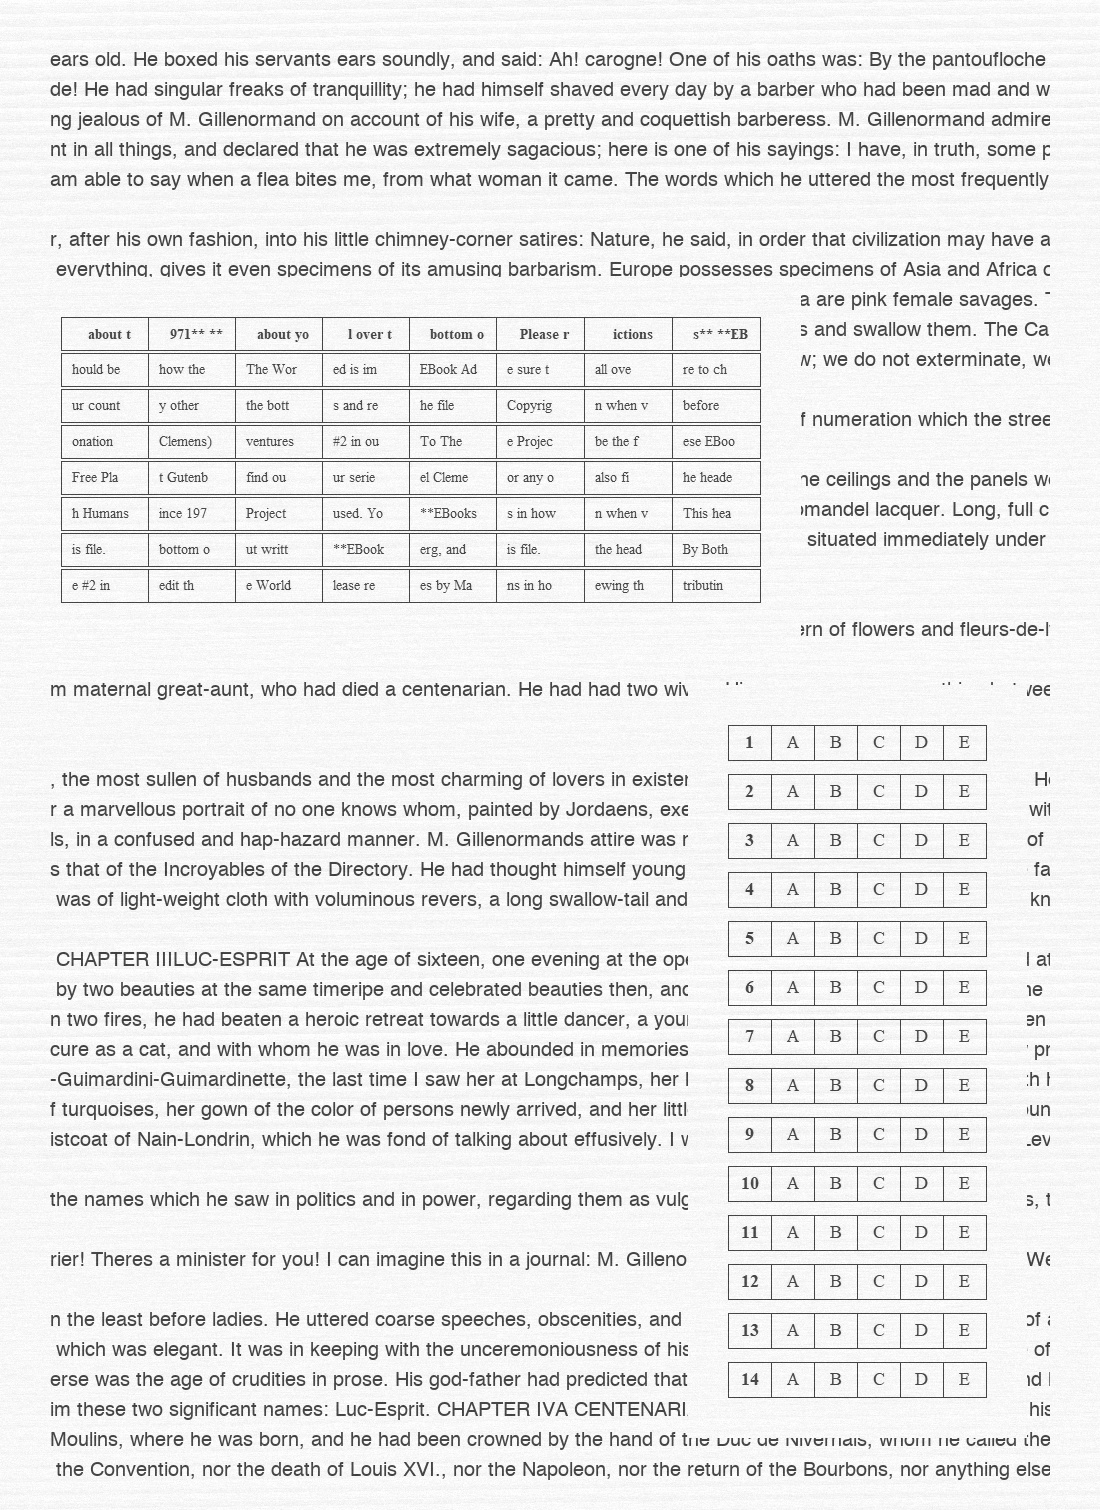 ears old. He boxed his servants ears soundly, and said: Ah! carogne! One of his oaths was: By the pantoufloche
de! He had singular freaks of tranquillity; he had himself shaved every day by a barber who had been mad and w
ng jealous of M. Gillenormand on account of his wife, a pretty and coquettish barberess. M. Gillenormand admire
nt in all things, and declared that he was extremely sagacious; here is one of his sayings: I have, in truth, some p
am able to say when a flea bites me, from what woman it came. The words which he uttered the most frequently
r, after his own fashion, into his little chimney-corner satires: Nature, he said, in order that civilization may have a
everything, gives it even specimens of its amusing barbarism. Europe possesses specimens of Asia and Africa
a are pink female savages.
s and swallow them. The Ca
w; we do not exterminate, we
f numeration which the stree
ceilings and the panels
lacquer. Long, full c
situated immediately under
of flowers and
about t 971** ** about yo l over t bottom o Please r ictions s** **EB
hould be how the The Wor ed is im EBook Ad e sure t all ove re to ch
ur count y other the bott s and re he file Copyrig n when v before
onation Clemens) ventures #2 in ou To The e Projec be the f ese EBoo
Free Pla t Gutenb find ou ur serie el Cleme or any o also fi he heade
h Humans ince 197 Project used. Yo **EBooks s in how n when v This hea
is file. bottom o ut writt **EBook erg, and is file. the head By Both
e #2 in edit th e World lease re es by Ma ns in ho ewing th tributin
m maternal great-aunt, who had died a centenarian. He had had two
, the most sullen of husbands and the most charming of lovers in
r a marvellous portrait of no one knows whom, painted by Jordaens, exe
ls, in a confused and hap-hazard manner. M. Gillenormands attire was
of
s that of the Incroyables of the Directory. He had thought himself young
fa
was of light-weight cloth with voluminous revers, a long swallow-tail and
kn
CHAPTER IIILUC-ESPRIT At the age of sixteen, one evening at the
by two beauties at the same timeripe and celebrated beauties then,
n two fires, he had beaten a heroic retreat towards a little dancer, a
cure as a cat, and with whom he was in love. He abounded in memories
pr
-Guimardini-Guimardinette, the last time I saw her at Longchamps, her
f turquoises, her gown of the color of persons newly arrived, and her
istcoat of Nain-Londrin, which he was fond of talking about effusively. I
the names which he saw in politics and in power, regarding them as
rier! Theres a minister for you! I can imagine this in a journal: M. Gilleno
We
n the least before ladies. He uttered coarse speeches, obscenities, and
of
which was elegant. It was in keeping with the unceremoniousness of his
of
erse was the age of crudities in prose. His god-father had predicted that
im these two significant names: Luc-Esprit. CHAPTER IVA CENTENARI
his
Moulins, where he was born, and he had been crowned by the hand of the Duc de Nivernais, whom he called the
the Convention, nor the death of Louis XVI., nor the Napoleon, nor the return of the Bourbons, nor anything else
1 A B C D E
2 A B C D E
3 A B C D E
4 A B C D E
5 A B C D E
6 A B C D E
7 A B C D E
8 A B C D E
9 A B C D E
10 A B C D E
11 A B C D E
12 A B C D E
13 A B C D E
14 A B C D E